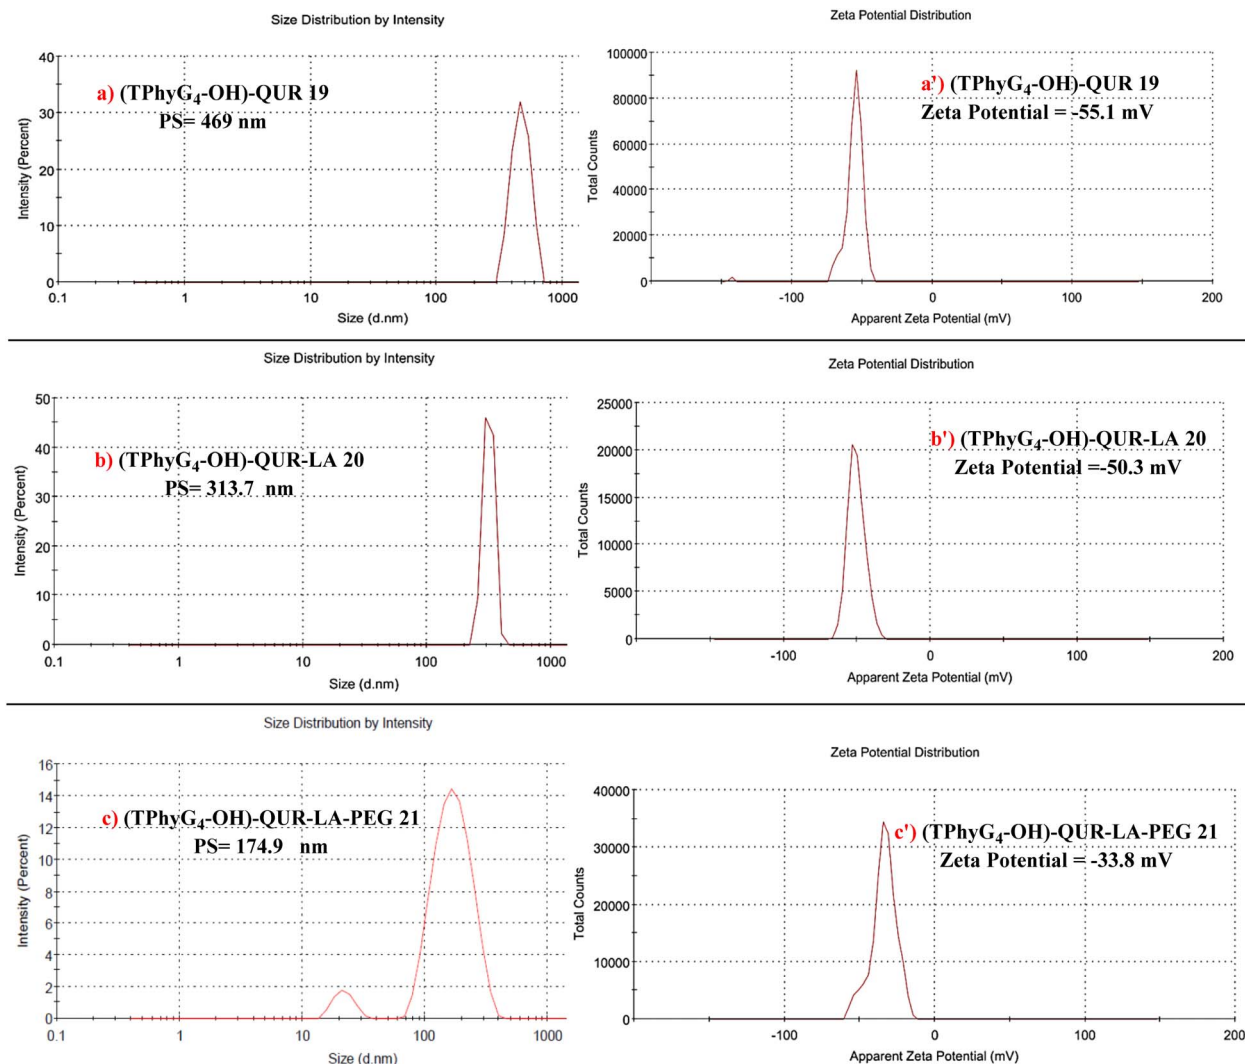 Size Distribution by Intensity
40
30
20
10
0
0.1 1 10 100 1000
Intensity (Percent)
Size (d.nm)
a) (TPhyG₄-OH)-QUR 19
PS= 469 nm
Zeta Potential Distribution
100000
80000
60000
40000
20000
0
-100 0 100 200
Total Counts
Apparent Zeta Potential (mV)
a') (TPhyG₄-OH)-QUR 19
Zeta Potential = -55.1 mV
Size Distribution by Intensity
50
40
30
20
10
0
0.1 1 10 100 1000
Intensity (Percent)
Size (d.nm)
b) (TPhyG₄-OH)-QUR-LA 20
PS= 313.7 nm
Zeta Potential Distribution
25000
20000
15000
10000
5000
0
-100 0 100 200
Total Counts
Apparent Zeta Potential (mV)
b') (TPhyG₄-OH)-QUR-LA 20
Zeta Potential =-50.3 mV
Size Distribution by Intensity
16
14
12
10
8
6
4
2
0
0.1 1 10 100 1000
Intensity (Percent)
Size (d.nm)
c) (TPhyG₄-OH)-QUR-LA-PEG 21
PS= 174.9 nm
Zeta Potential Distribution
40000
30000
20000
10000
0
-100 0 100 200
Total Counts
Apparent Zeta Potential (mV)
c') (TPhyG₄-OH)-QUR-LA-PEG 21
Zeta Potential = -33.8 mV